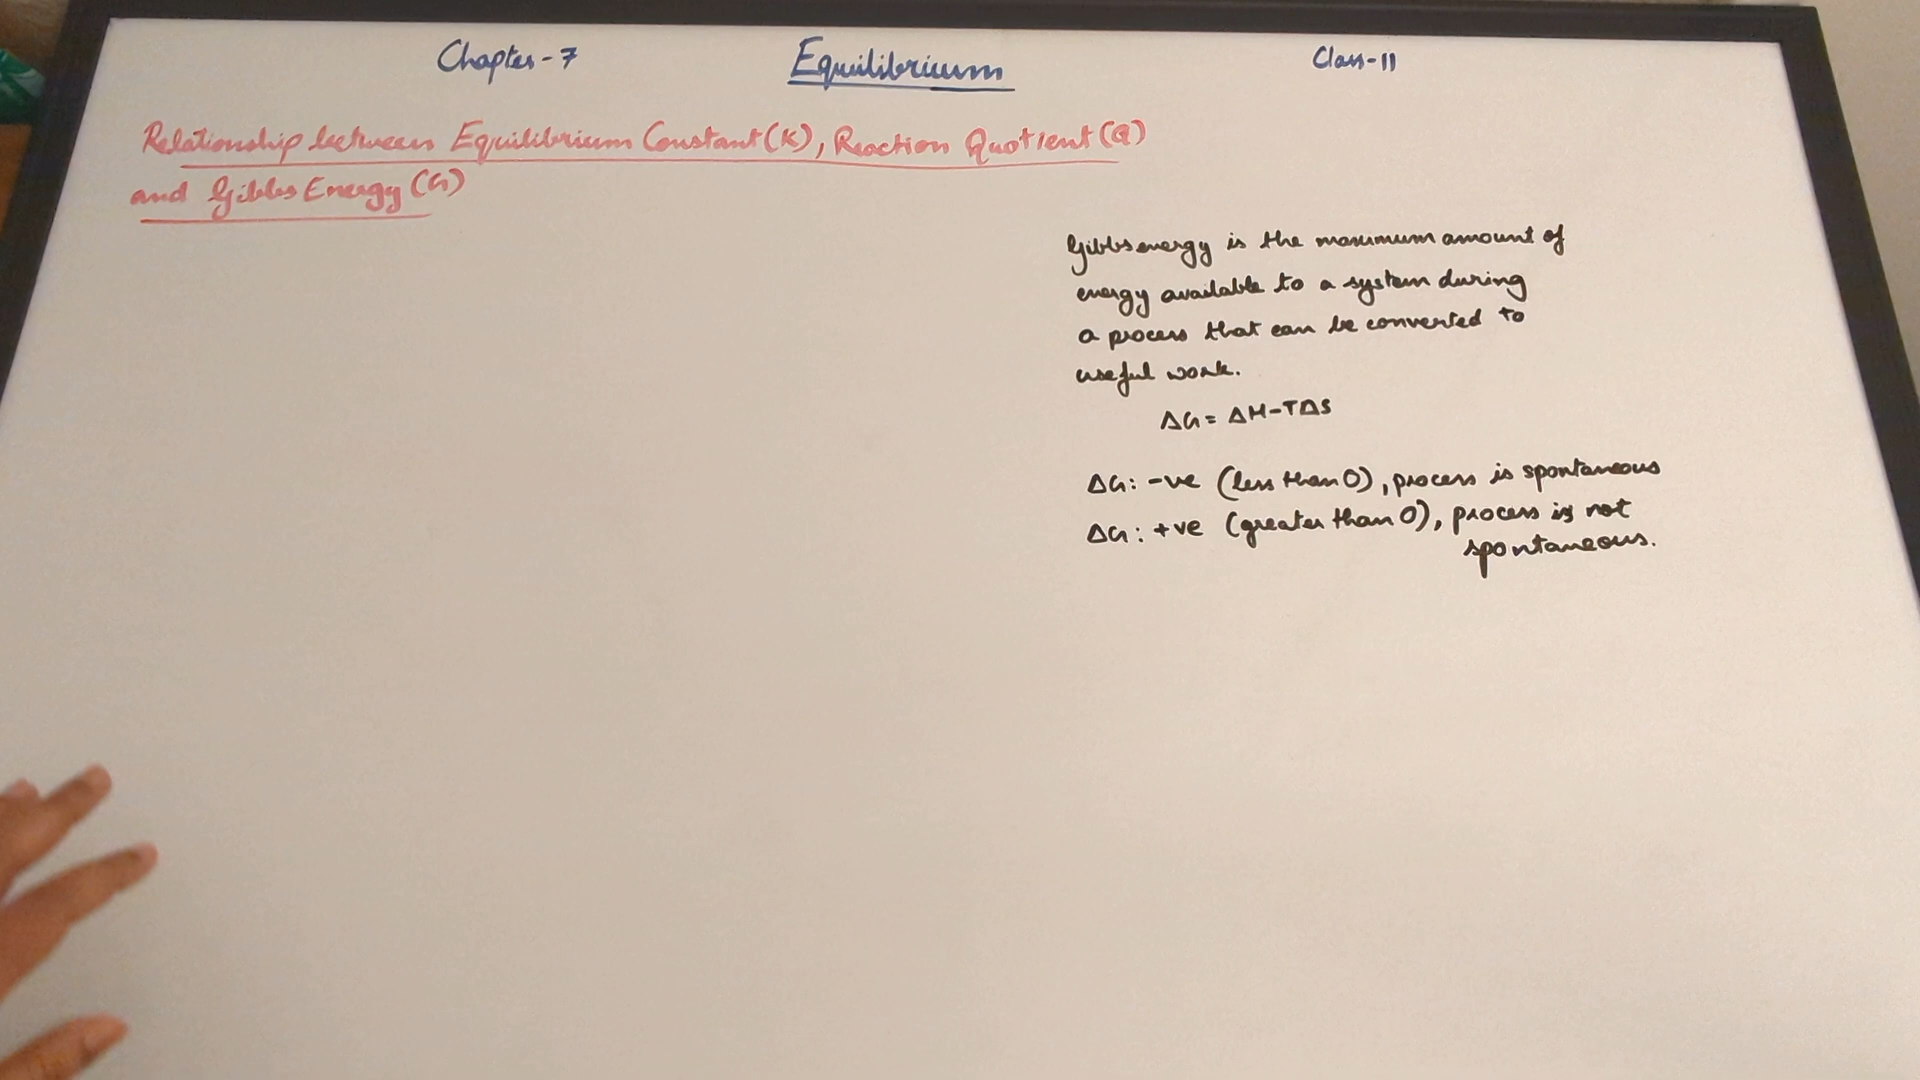 Chapter-7 Equilibrium Class-11
Relationship between Equilibrium Constant(K), Reaction Quotient(Q)
and Gibbs Energy(G)
Gibbs energy is the maximum amount of
energy available to a system during
a process that can be converted to
useful work.
ΔG = ΔH-TΔS
ΔG: -ve (less than 0), process is spontaneous
ΔG: +ve (greater than 0), process is not
spontaneous.